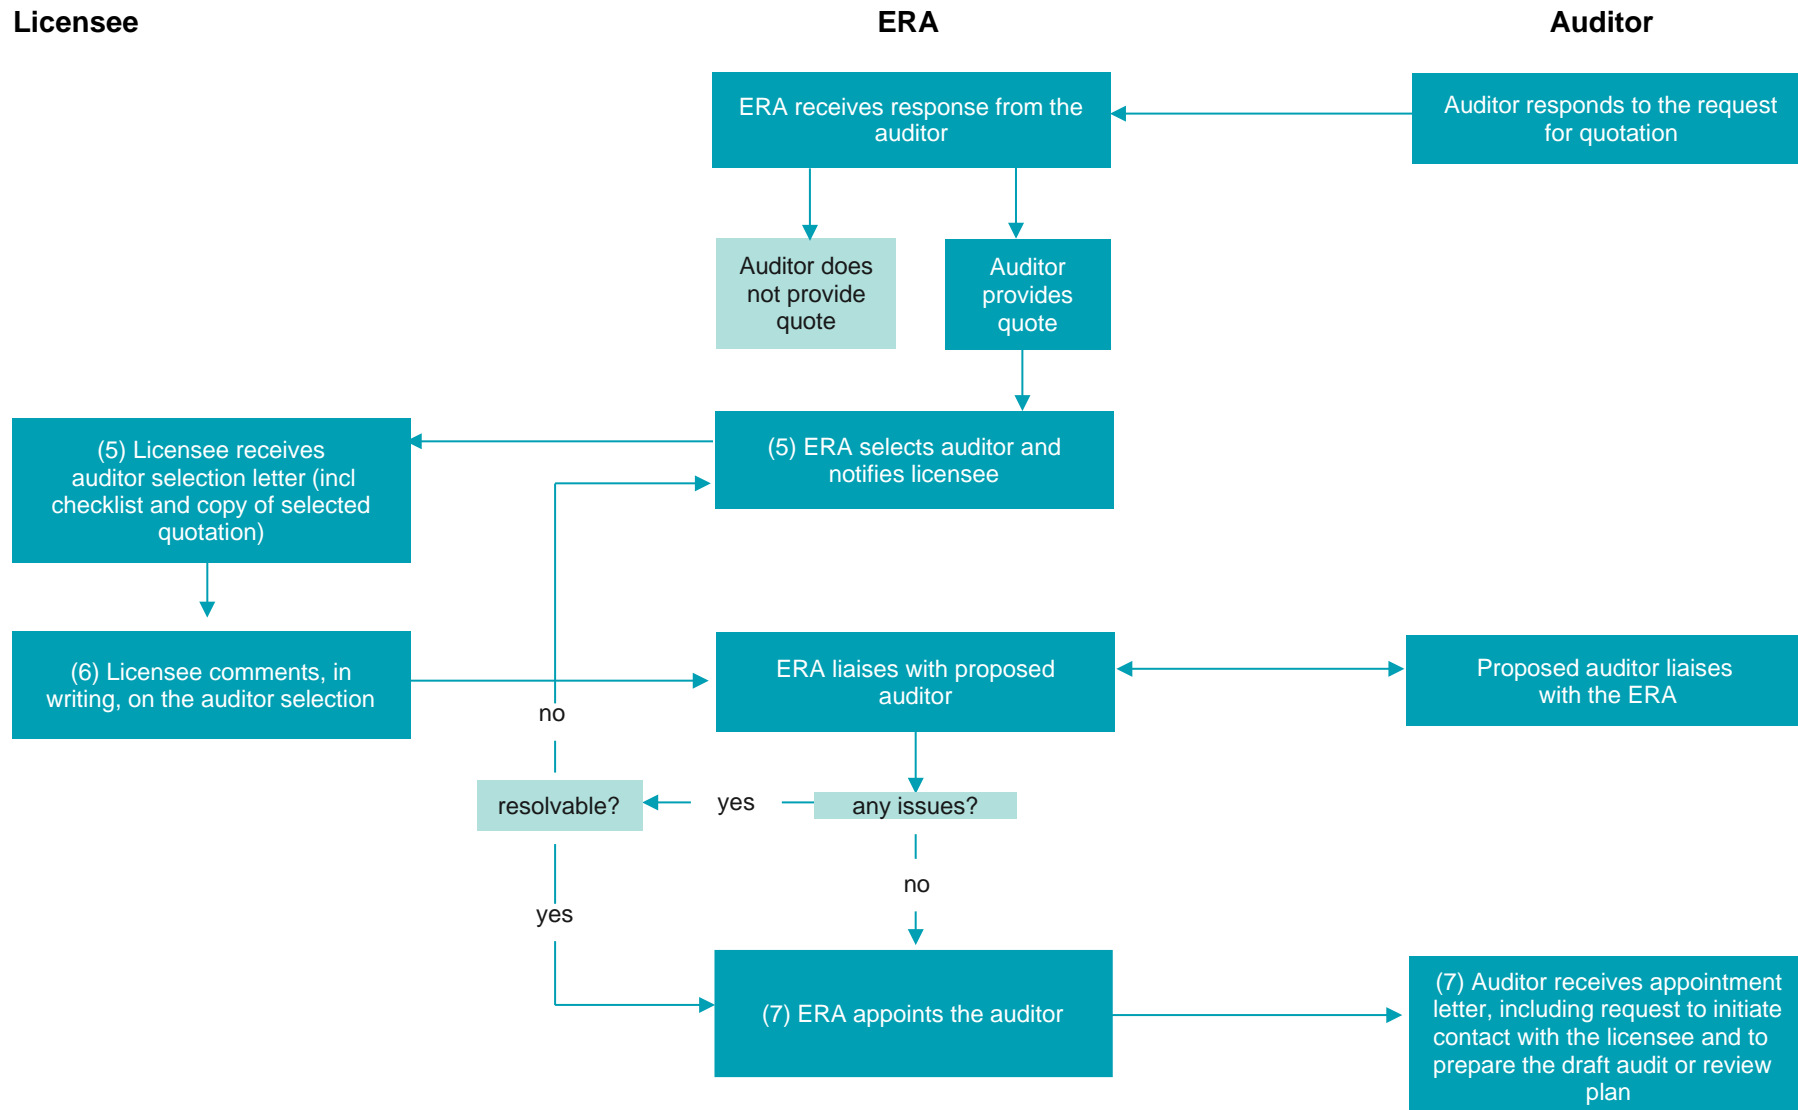 Licensee
ERA
Auditor
ERA receives response from the
auditor
Auditor responds to the request
for quotation
Auditor does
not provide
quote
Auditor
provides
quote
(5) Licensee receives
auditor selection letter (incl
checklist and copy of selected
quotation)
(5) ERA selects auditor and
notifies licensee
(6) Licensee comments, in
writing, on the auditor selection
ERA liaises with proposed
auditor
Proposed auditor liaises
with the ERA
no
resolvable?
yes
any issues?
no
yes
(7) ERA appoints the auditor
(7) Auditor receives appointment
letter, including request to initiate
contact with the licensee and to
prepare the draft audit or review
plan